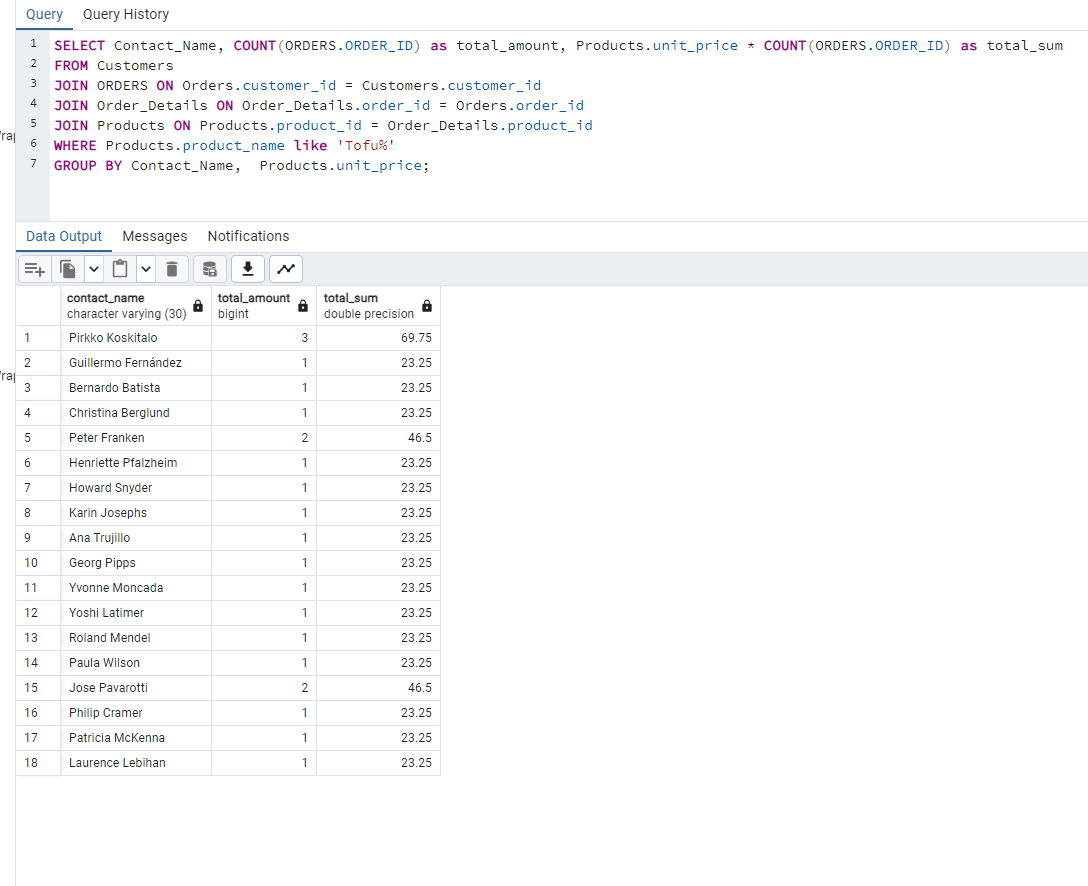 Query Query History
1 SELECT Contact_Name, COUNT(ORDERS.ORDER_ID) as total_amount, Products.unit_price * COUNT(ORDERS.ORDER_ID) as total_sum
2 FROM Customers
3 JOIN ORDERS ON Orders.customer_id = Customers.customer_id
4 JOIN Order_Details ON Order_Details.order_id = Orders.order_id
5 JOIN Products ON Products.product_id = Order_Details.product_id
6 WHERE Products.product_name like 'Tofu%'
7 GROUP BY Contact_Name,  Products.unit_price;
Data Output Messages Notifications
contact_name total_amount total_sum
character varying (30) bigint double precision
1 Pirkko Koskitalo 3 69.75
2 Guillermo Fernández 1 23.25
3 Bernardo Batista 1 23.25
4 Christina Berglund 1 23.25
5 Peter Franken 2 46.5
6 Henriette Pfalzheim 1 23.25
7 Howard Snyder 1 23.25
8 Karin Josephs 1 23.25
9 Ana Trujillo 1 23.25
10 Georg Pipps 1 23.25
11 Yvonne Moncada 1 23.25
12 Yoshi Latimer 1 23.25
13 Roland Mendel 1 23.25
14 Paula Wilson 1 23.25
15 Jose Pavarotti 2 46.5
16 Philip Cramer 1 23.25
17 Patricia McKenna 1 23.25
18 Laurence Lebihan 1 23.25